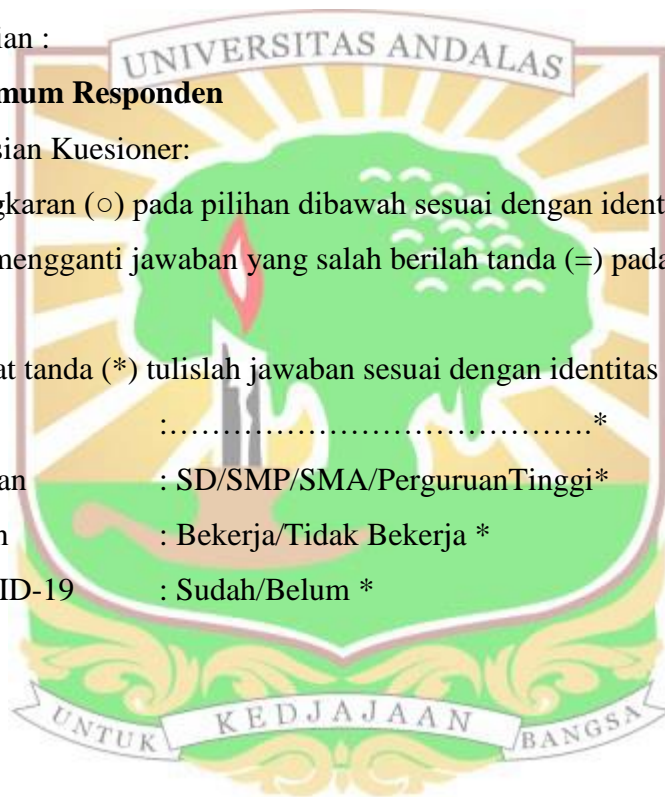 ian :
UNIVERSITAS ANDALAS
mum Responden
sian Kuesioner:
gkaran (○) pada pilihan dibawah sesuai dengan ident
mengganti jawaban yang salah berilah tanda (=) pada
at tanda (*) tulislah jawaban sesuai dengan identitas
:………………………………….*
an : SD/SMP/SMA/PerguruanTinggi*
n : Bekerja/Tidak Bekerja *
ID-19 : Sudah/Belum *
UNTUK KEDJAJAAN BANGSA